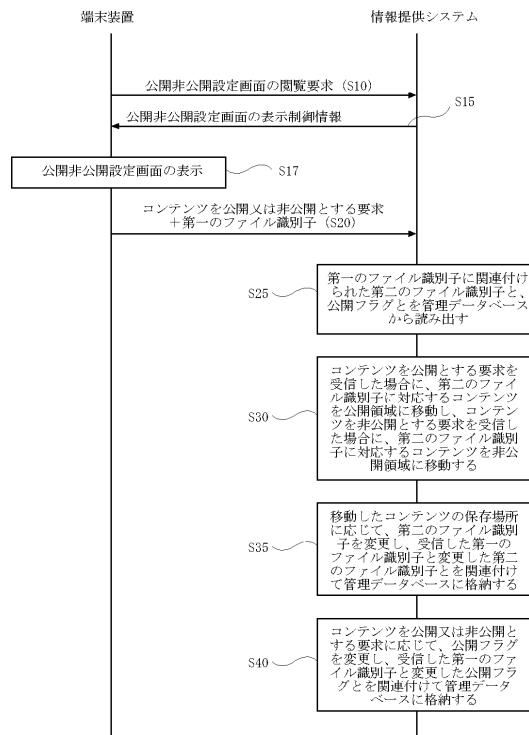 端末装置
情報提供システム
公開非公開設定画面の閲覧要求(S10)
S15
公開非公開設定画面の表示制御情報
公開非公開設定画面の表示
S17
コンテンツを公開又は非公開とする要求
+第一のファイル識別子(S20)
S25
第一のファイル識別子に関連付け
られた第二のファイル識別子と、
公開フラグとを管理データベース
から読み出す
S30
コンテンツを公開とする要求を
受信した場合に、第二のファイ
ル識別子に対応するコンテンツ
を公開領域に移動し、コンテン
ツを非公開とする要求を受信し
た場合に、第二のファイル識別
子に対応するコンテンツを非公
開領域に移動する
S35
移動したコンテンツの保存場所
に応じて、第二のファイル識別
子を変更し、受信した第一の
ファイル識別子と変更した第二
のファイル識別子とを関連付け
て管理データベースに格納する
S40
コンテンツを公開又は非公開と
する要求に応じて、公開フラグ
を変更し、受信した第一のファ
イル識別子と変更した公開フラ
グとを関連付けて管理データ
ベースに格納する